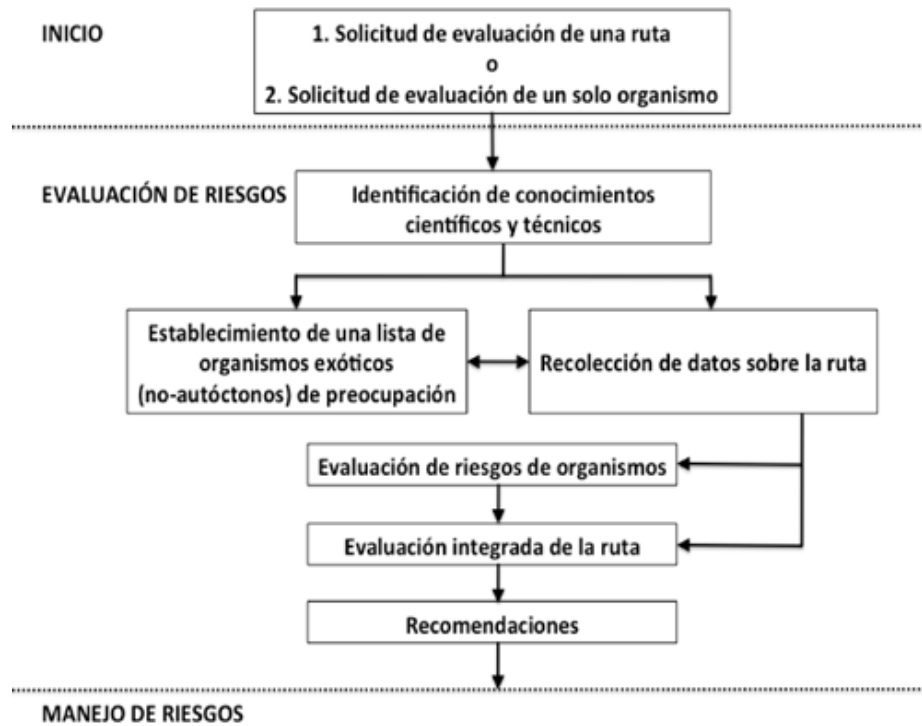 INICIO
1. Solicitud de evaluación de una ruta
o
2. Solicitud de evaluación de un solo organismo
EVALUACIÓN DE RIESGOS
Identificación de conocimientos
científicos y técnicos
Establecimiento de una lista de
organismos exóticos
(no-autóctonos) de preocupación
Recolección de datos sobre la ruta
Evaluación de riesgos de organismos
Evaluación integrada de la ruta
Recomendaciones
MANEJO DE RIESGOS